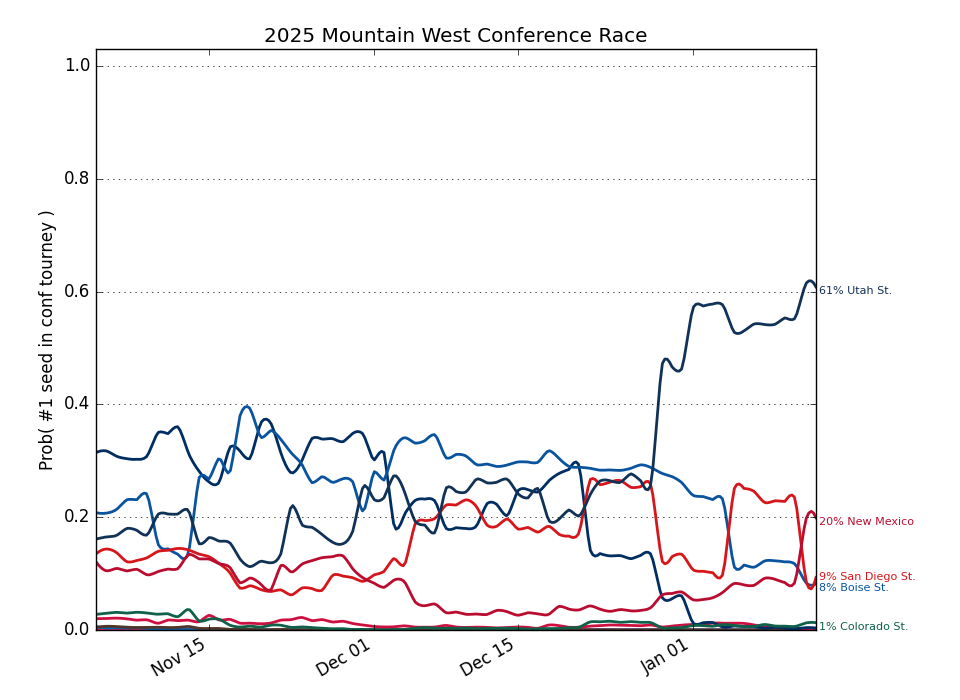 2025 Mountain West Conference Race
Prob( #1 seed in conf tourney )
1.0
0.8
0.6
0.4
0.2
0.0
Nov 15
Dec 01
Dec 15
Jan 01
61% Utah St.
20% New Mexico
9% San Diego St.
8% Boise St.
1% Colorado St.